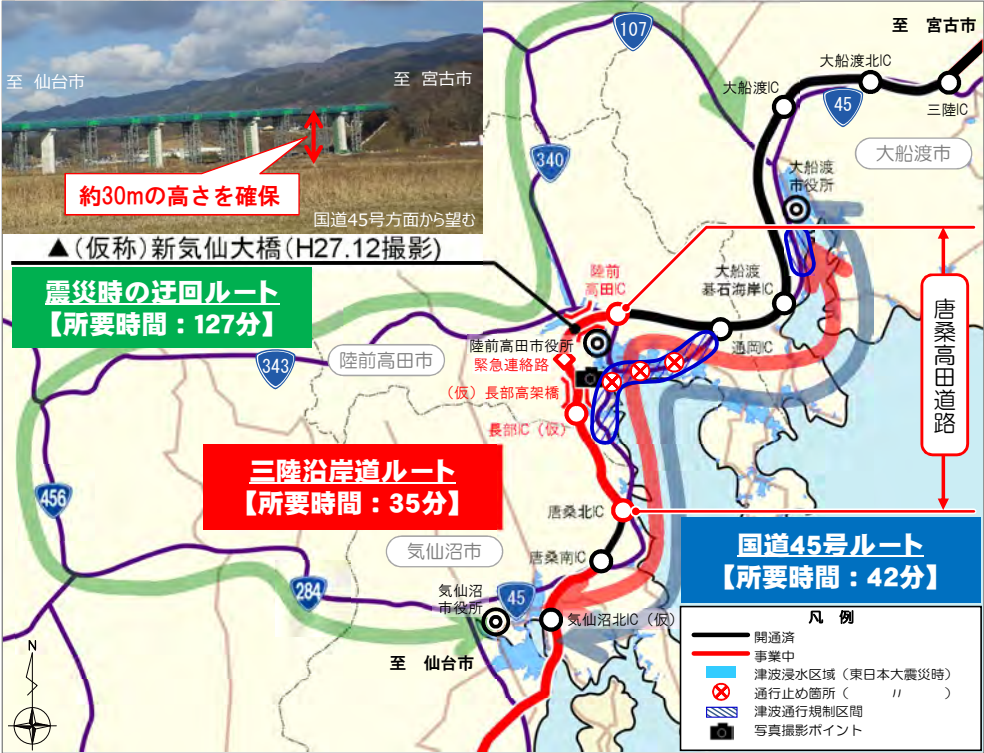 至 仙台市
至 宮古市
約30mの高さを確保
国道45号方面から望む
▲(仮称)新気仙大橋(H27.12撮影)
震災時の迂回ルート
【所要時間：127分】
107
340
至 宮古市
大船渡北IC
大船渡IC
45
三陸IC
大船渡市
大船渡
市役所
陸前
高田IC
大船渡
碁石海岸IC
唐桑高田道路
343
陸前高田市
陸前高田市役所
通岡IC
緊急連絡路
（仮）長部高架橋
長部IC（仮）
三陸沿岸道ルート
【所要時間：35分】
456
唐桑北IC
気仙沼市
唐桑南IC
国道45号ルート
【所要時間：42分】
284
気仙沼
市役所
45
気仙沼北IC（仮）
至 仙台市
N
凡 例
開通済
事業中
津波浸水区域（東日本大震災時）
通行止め箇所（ 〃 ）
津波通行規制区間
写真撮影ポイント